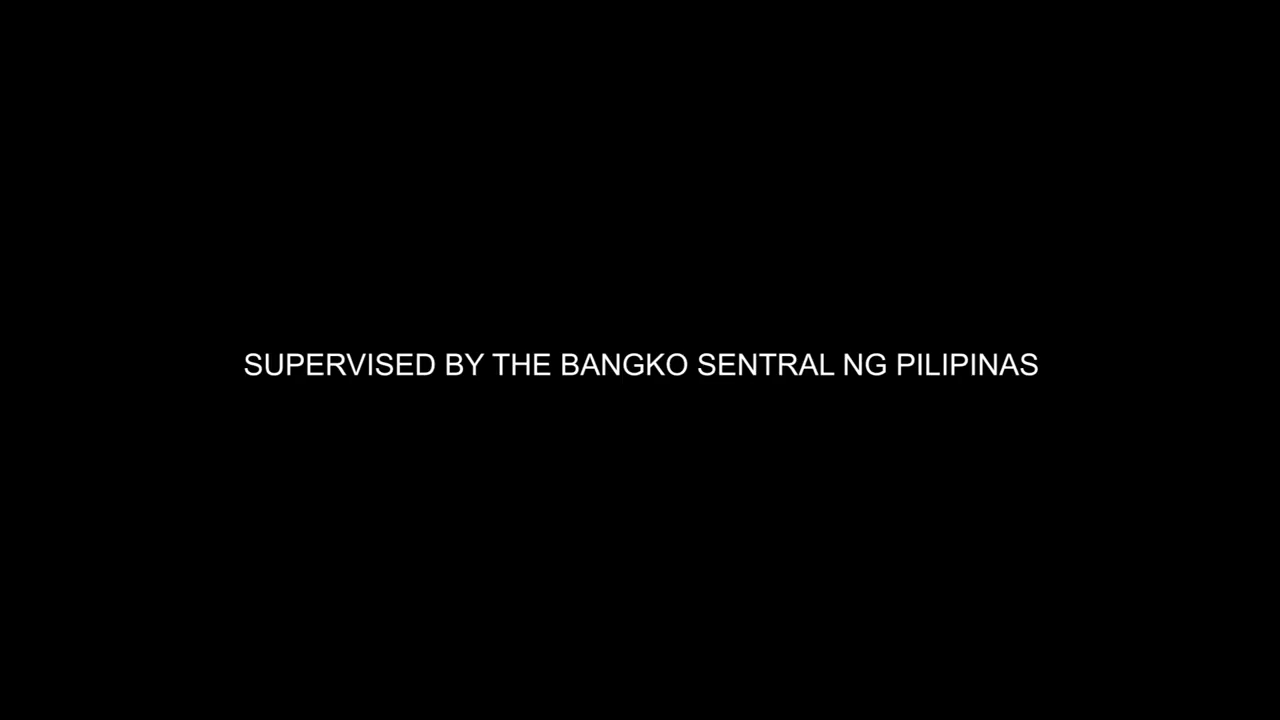 SUPERVISED BY THE BANGKO SENTRAL NG PILIPINAS